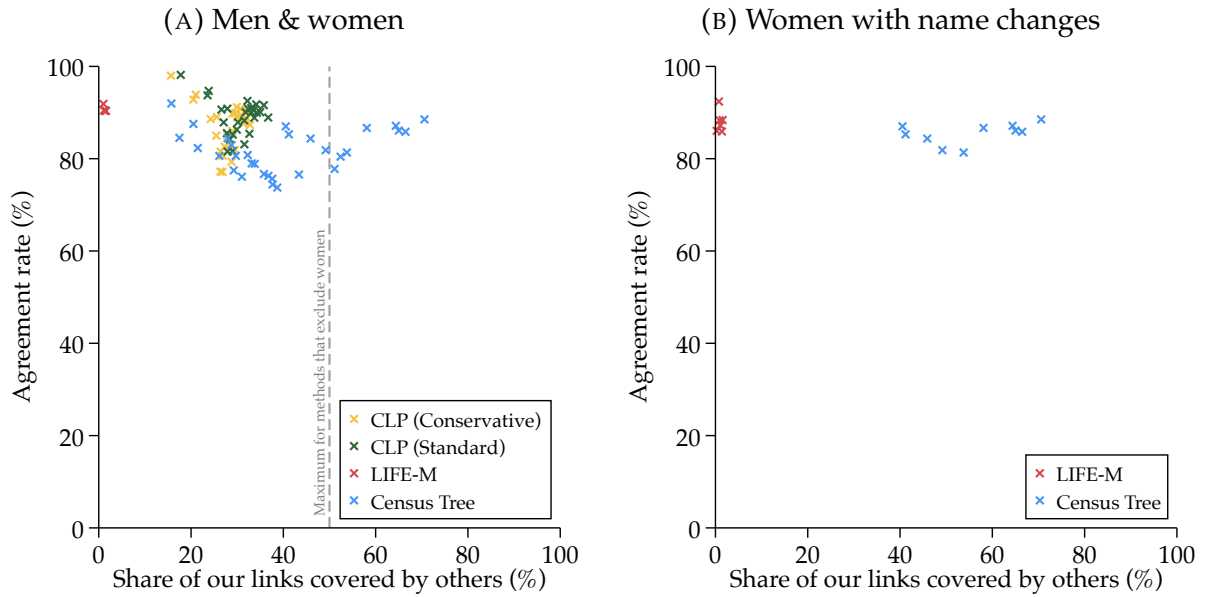 (A) Men & women
100
80
60
40
20
0
Agreement rate (%)
Maximum for methods that exclude women
CLP (Conservative)
CLP (Standard)
LIFE-M
Census Tree
0 20 40 60 80 100
Share of our links covered by others (%)
(B) Women with name changes
100
80
60
40
20
0
Agreement rate (%)
LIFE-M
Census Tree
0 20 40 60 80 100
Share of our links covered by others (%)